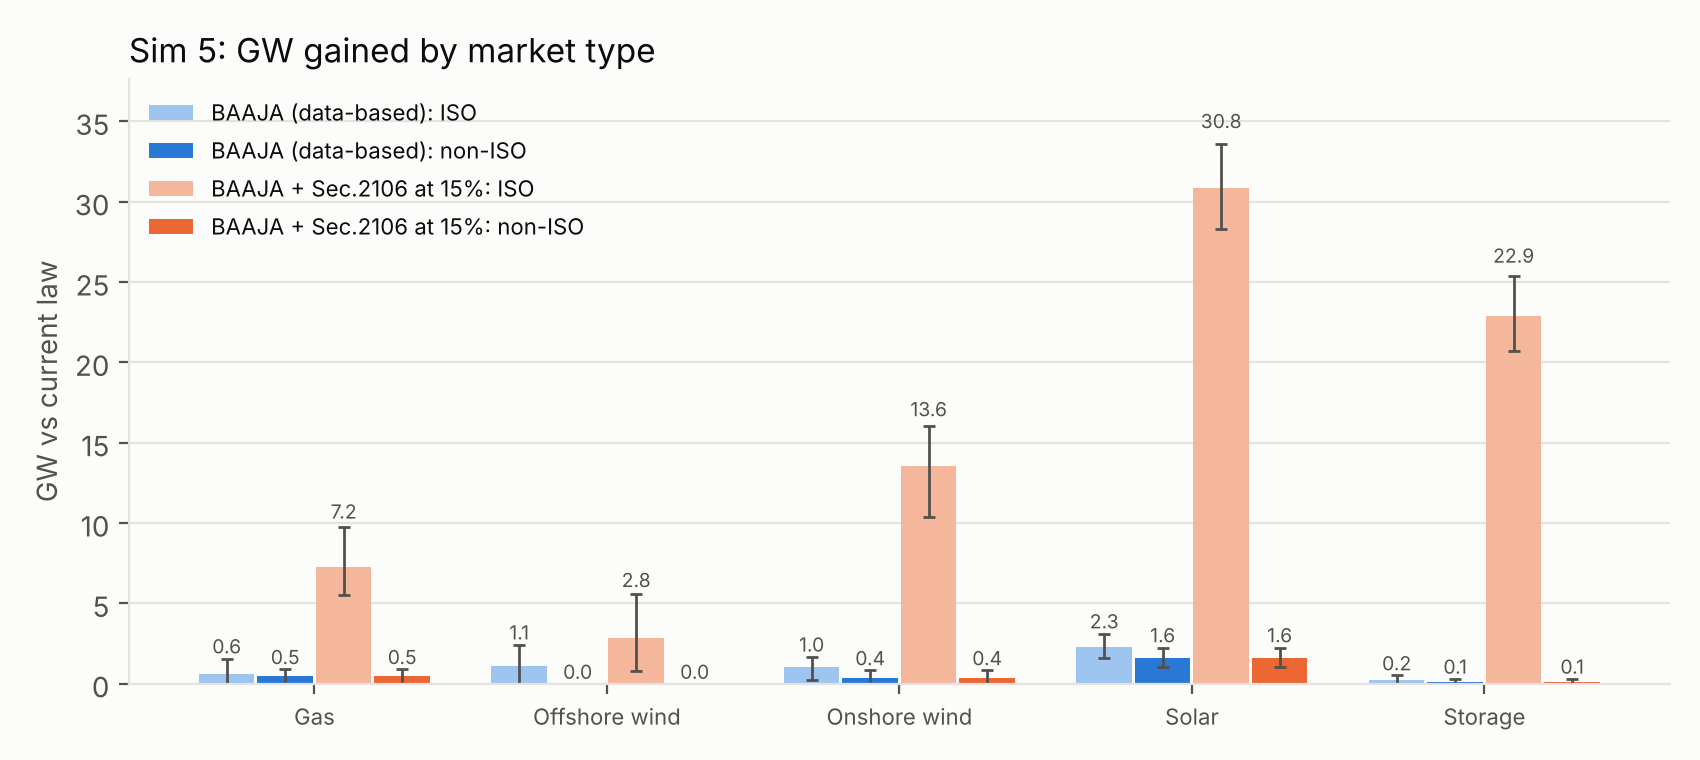 Sim 5: GW gained by market type
BAAJA (data-based): ISO
BAAJA (data-based): non-ISO
BAAJA + Sec.2106 at 15%: ISO
BAAJA + Sec.2106 at 15%: non-ISO
GW vs current law
35
30
25
20
15
10
5
0
0.6
0.5
7.2
0.5
1.1
0.0
2.8
0.0
1.0
0.4
13.6
0.4
2.3
1.6
30.8
1.6
0.2
0.1
22.9
0.1
Gas
Offshore wind
Onshore wind
Solar
Storage